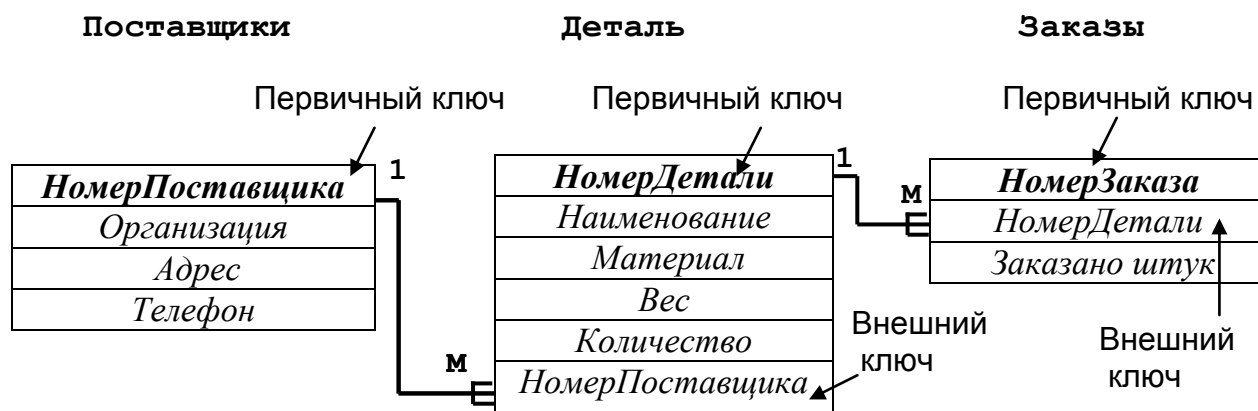 Поставщики
Деталь
Заказы
Первичный ключ
Первичный ключ
Первичный ключ
НомерПоставщика
Организация
Адрес
Телефон
1
М
НомерДетали
Наименование
Материал
Вес
Количество
НомерПоставщика
Внешний
ключ
1
М
НомерЗаказа
НомерДетали
Заказано штук
Внешний
ключ